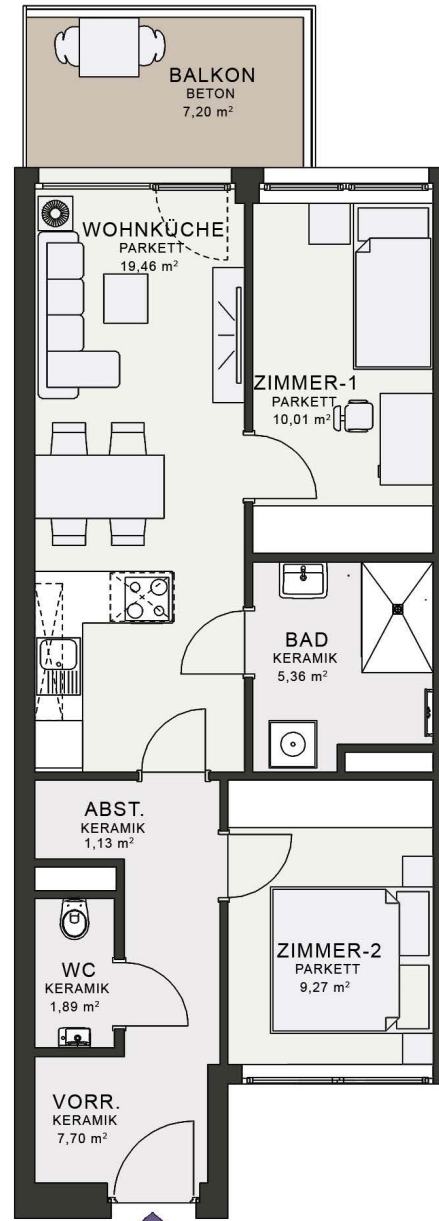 BALKON
BETON
7,20 m²
WOHNKÜCHE
PARKETT
19,46 m²
ZIMMER-1
PARKETT
10,01 m²
BAD
KERAMIK
5,36 m²
ABST.
KERAMIK
1,13 m²
ZIMMER-2
PARKETT
9,27 m²
WC
KERAMIK
1,89 m²
VORR.
KERAMIK
7,70 m²